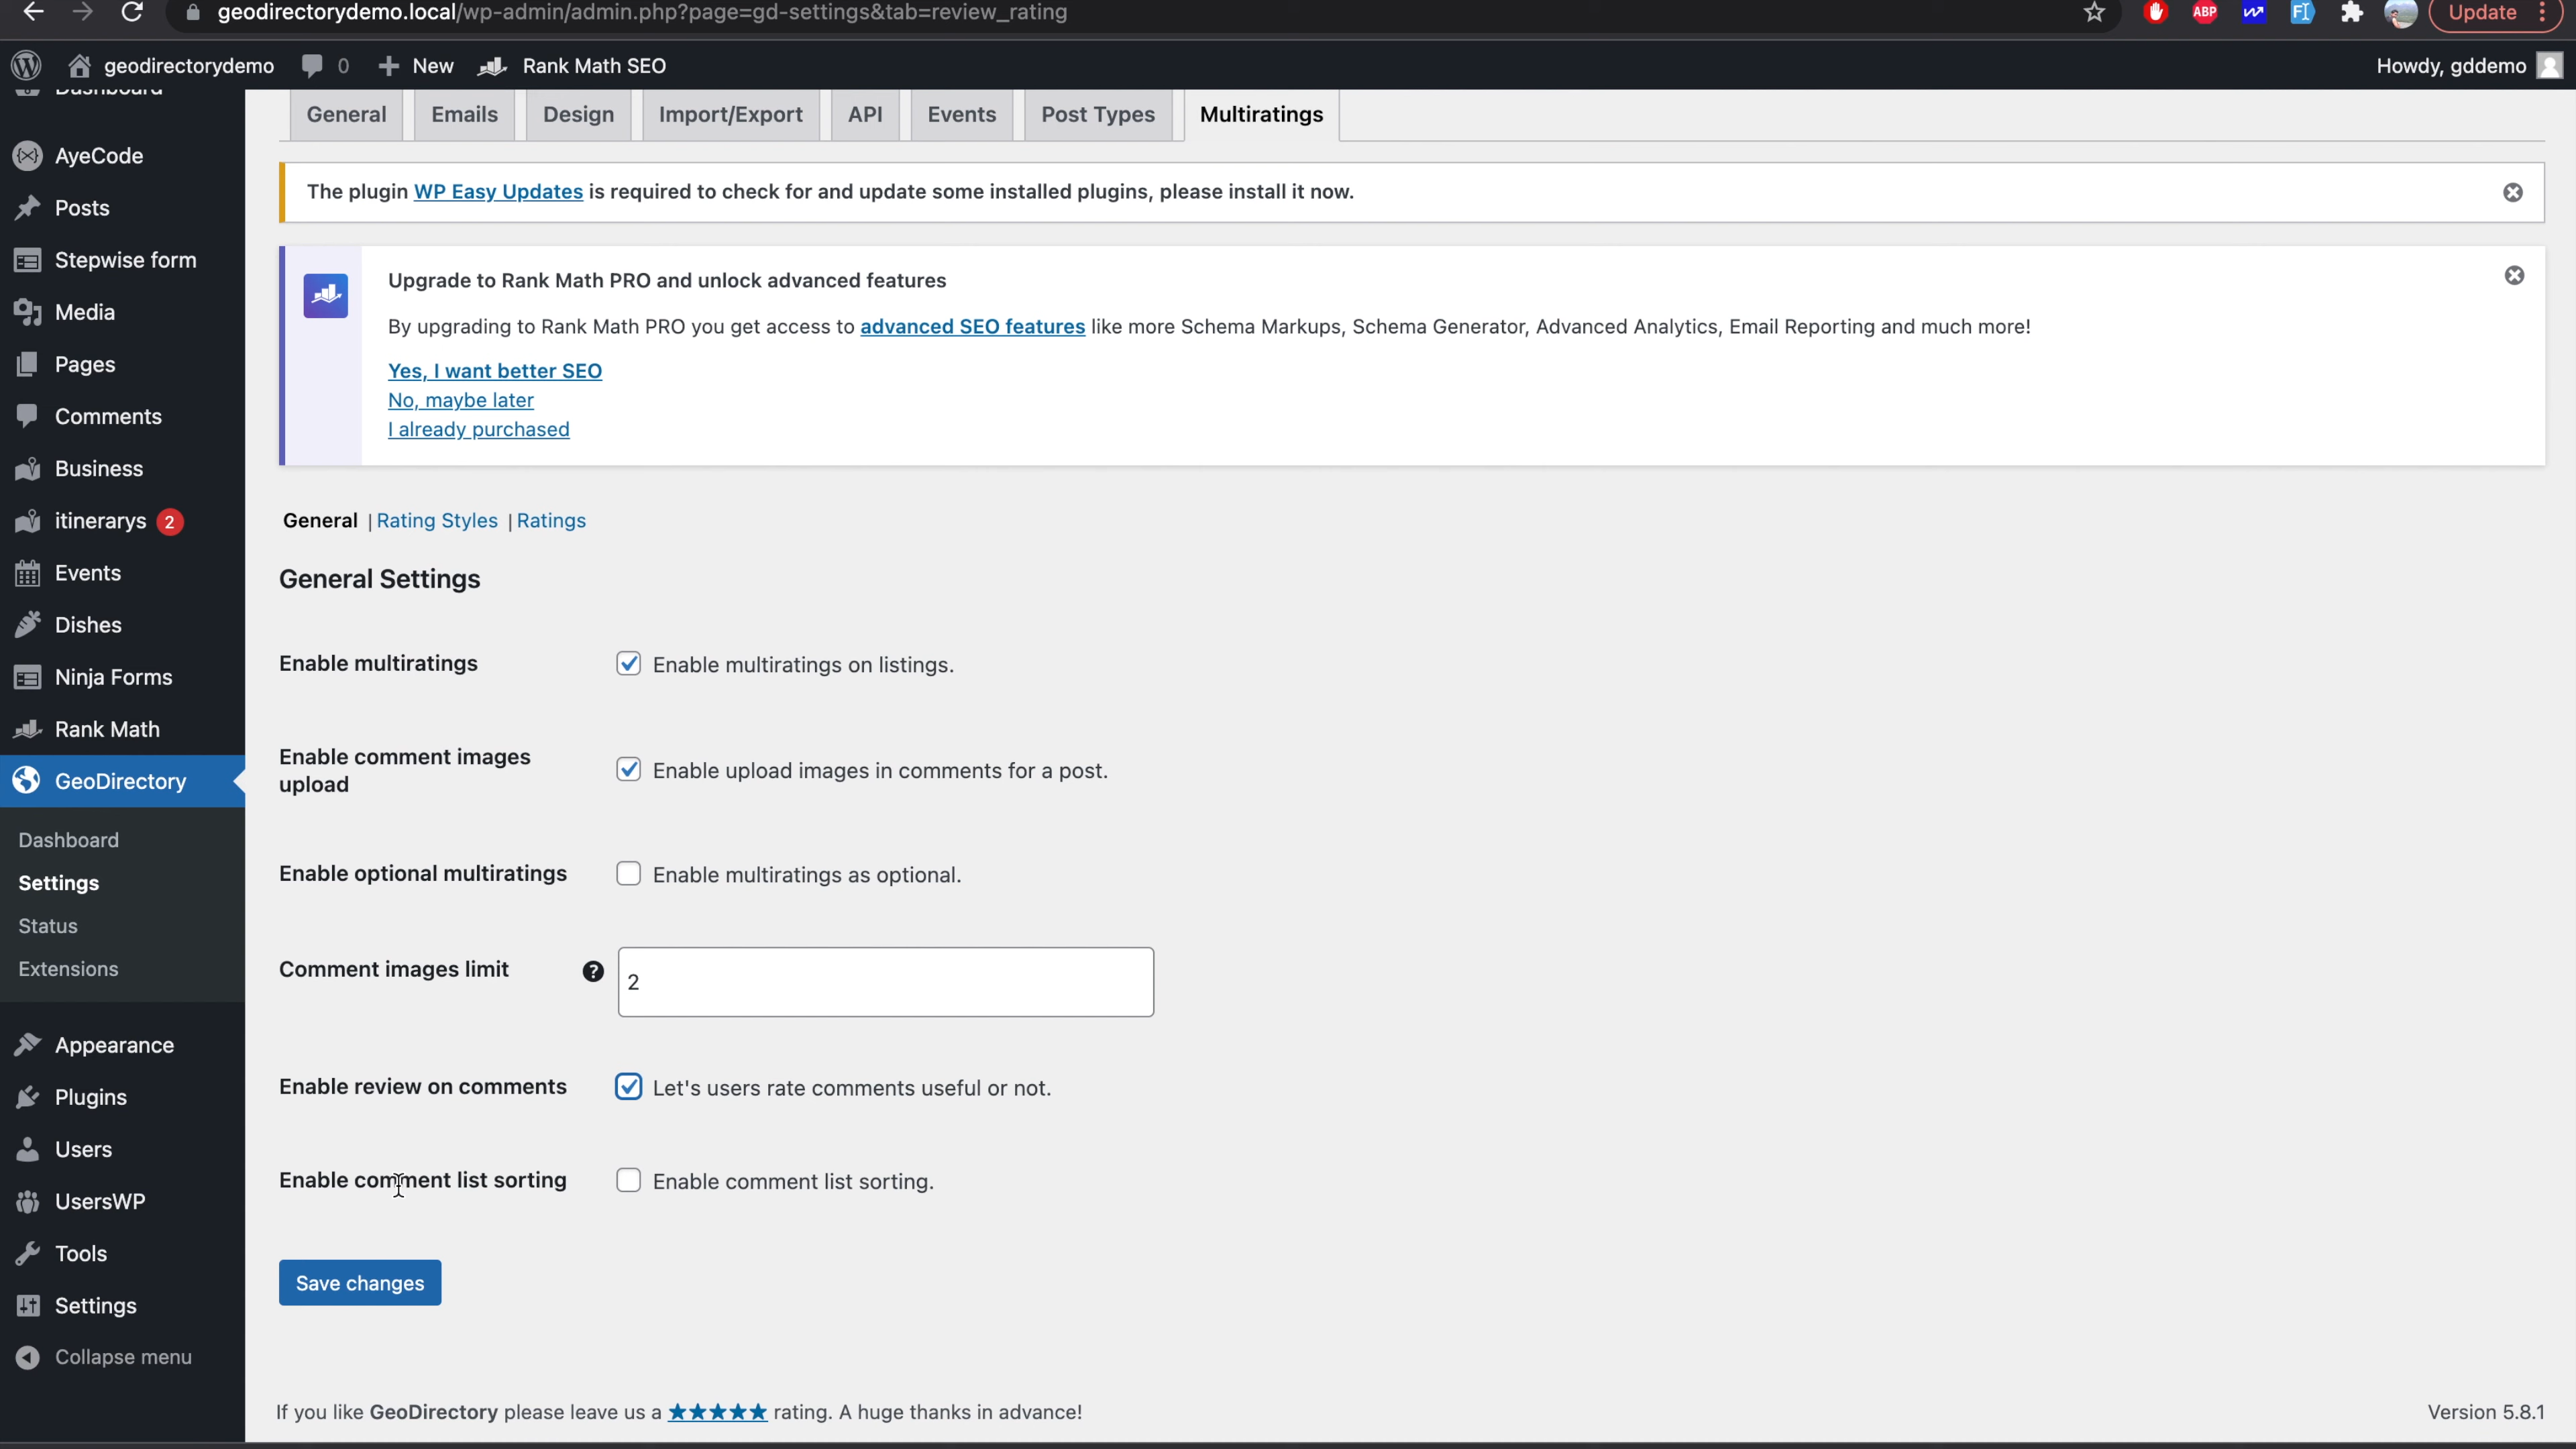 geodirectorydemo.local/wp-admin/admin.php?page=gd-settings&tab=review_rating
ABP
Update
geodirectorydemo
0
New
Rank Math SEO
Howdy, gddemo
Dashboard
AyeCode
Posts
Stepwise form
Media
Pages
Comments
Business
itinerarys 2
Events
Dishes
Ninja Forms
Rank Math
GeoDirectory
Dashboard
Settings
Status
Extensions
Appearance
Plugins
Users
UsersWP
Tools
Settings
Collapse menu
General
Emails
Design
Import/Export
API
Events
Post Types
Multiratings
The plugin WP Easy Updates is required to check for and update some installed plugins, please install it now.
Upgrade to Rank Math PRO and unlock advanced features
By upgrading to Rank Math PRO you get access to advanced SEO features like more Schema Markups, Schema Generator, Advanced Analytics, Email Reporting and much more!
Yes, I want better SEO
No, maybe later
I already purchased
General | Rating Styles | Ratings
General Settings
Enable multiratings
Enable multiratings on listings.
Enable comment images
upload
Enable upload images in comments for a post.
Enable optional multiratings
Enable multiratings as optional.
Comment images limit
?
2
Enable review on comments
Let's users rate comments useful or not.
Enable comment list sorting
Enable comment list sorting.
Save changes
If you like GeoDirectory please leave us a ★★★★★ rating. A huge thanks in advance!
Version 5.8.1